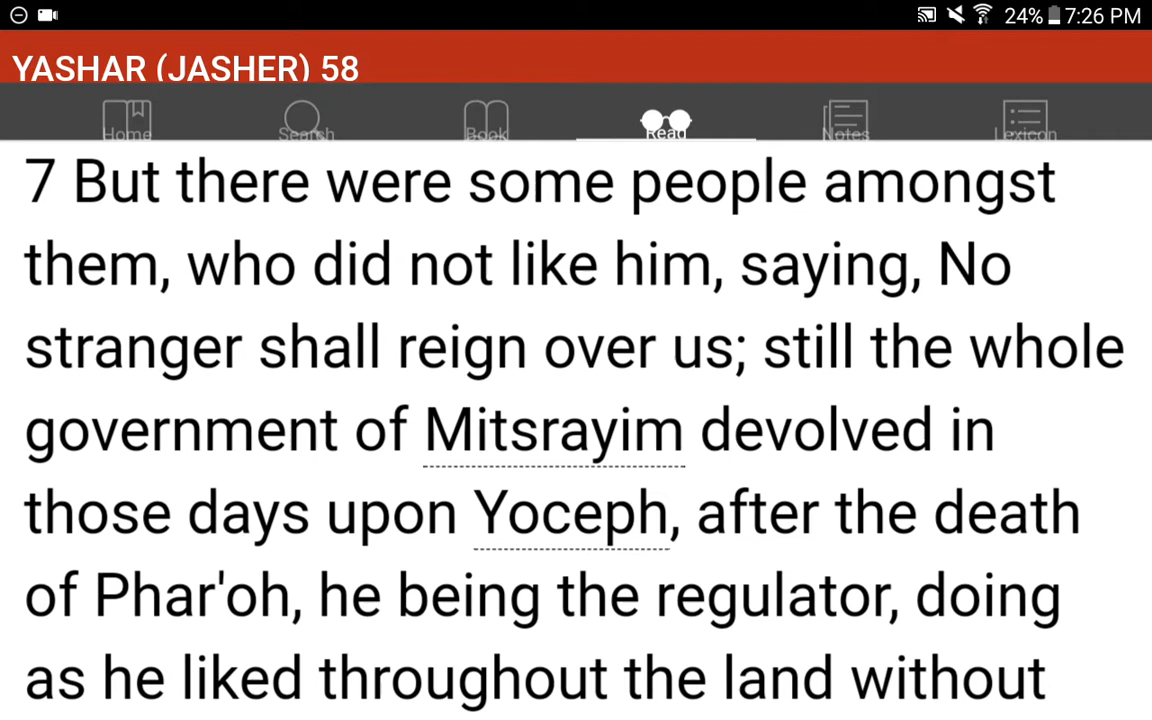 24% 7:26 PM
YASHAR (JASHER) 58
Home Search Book Read Notes Lexicon
7 But there were some people amongst
them, who did not like him, saying, No
stranger shall reign over us; still the whole
government of Mitsrayim devolved in
those days upon Yoceph, after the death
of Phar'oh, he being the regulator, doing
as he liked throughout the land without